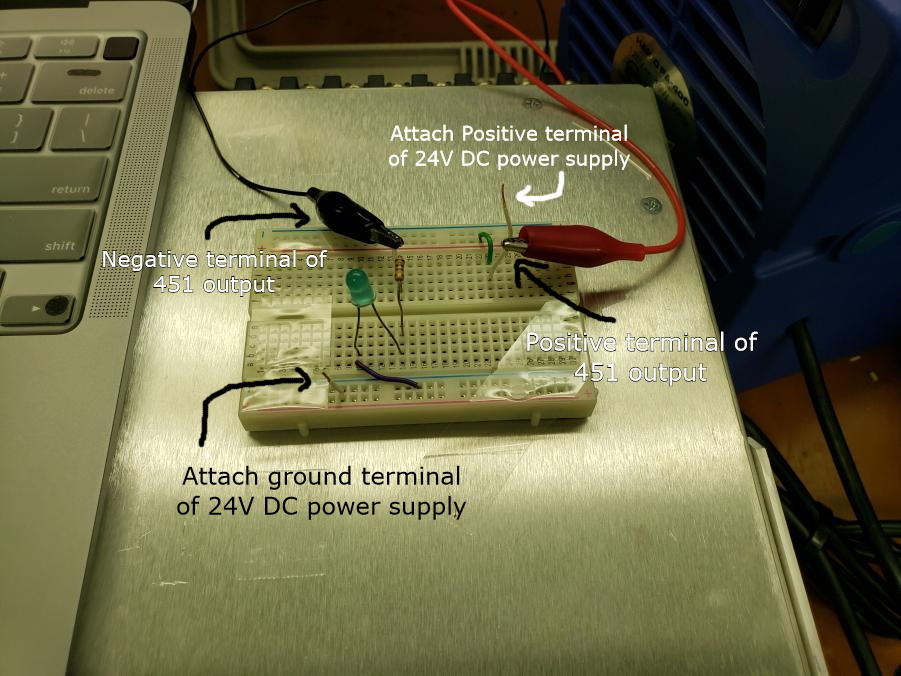 delete
return
shift
Attach Positive terminal
of 24V DC power supply
Negative terminal of
451 output
Positive terminal of
451 output
Attach ground terminal
of 24V DC power supply